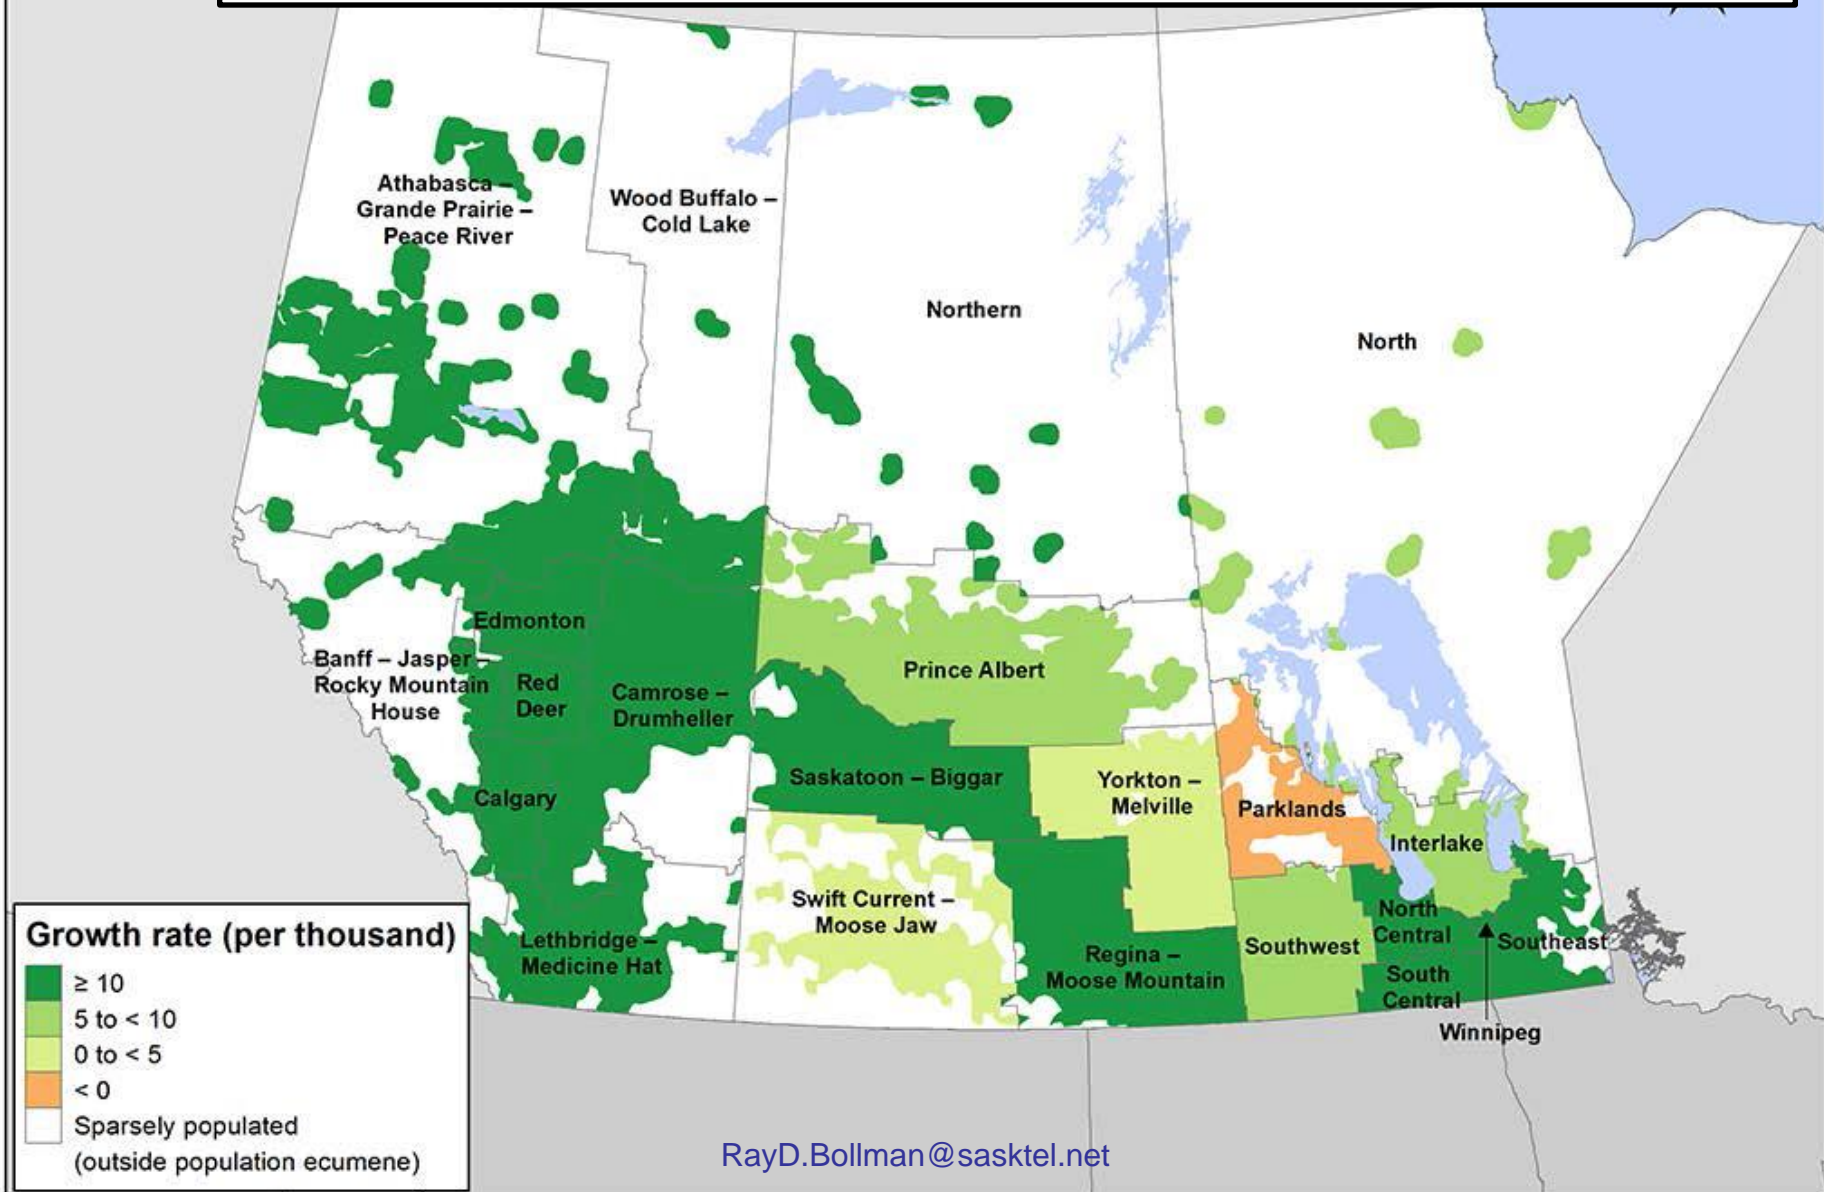 Athabasca –
Grande Prairie –
Peace River
Wood Buffalo –
Cold Lake
Northern
North
Edmonton
Banff – Jasper –
Rocky Mountain
House
Red
Deer
Camrose –
Drumheller
Prince Albert
Calgary
Saskatoon – Biggar
Yorkton –
Melville
Parklands
Interlake
Swift Current –
Moose Jaw
Lethbridge –
Medicine Hat
Regina –
Moose Mountain
Southwest
North
Central
Southeast
South
Central
Winnipeg
Growth rate (per thousand)
≥ 10
5 to < 10
0 to < 5
< 0
Sparsely populated
(outside population ecumene)
RayD.Bollman@sasktel.net